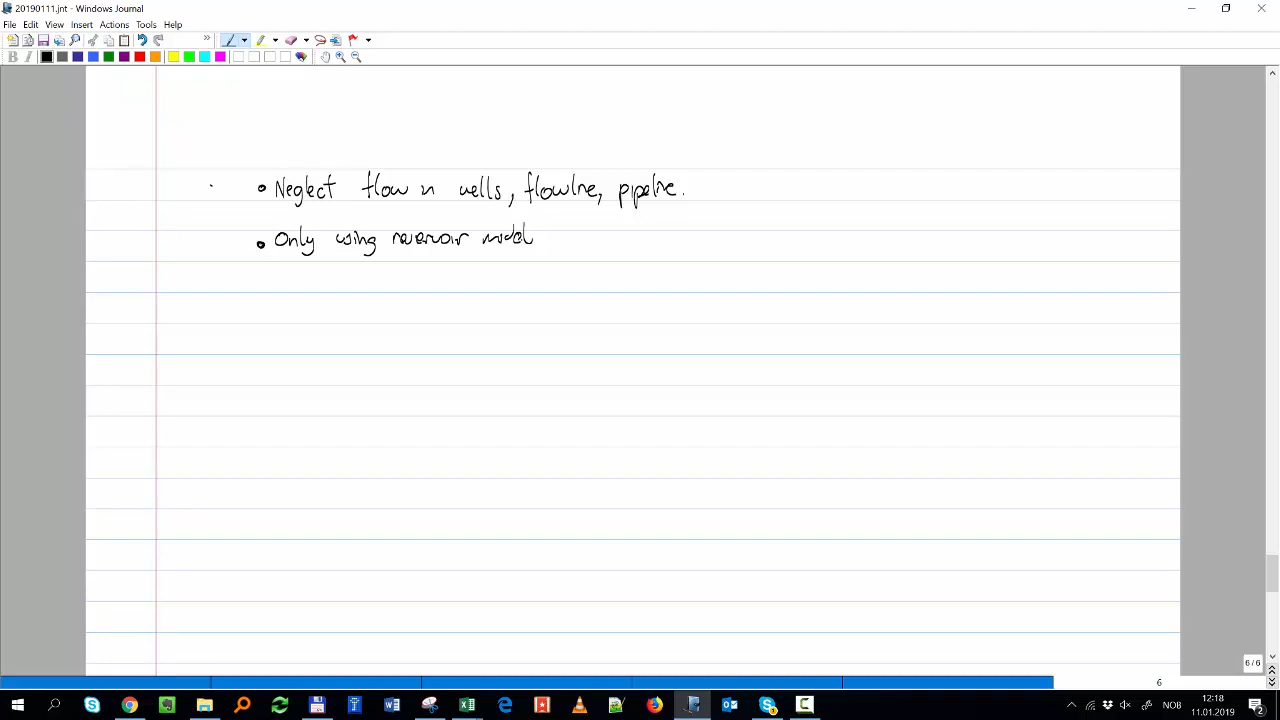 20190111.jnt - Windows Journal
File Edit View Insert Actions Tools Help
B I
• Neglect flow in wells, flowline, pipeline.
• Only using reservoir model
6/6
6
12:18
NOB
11.01.2019
2